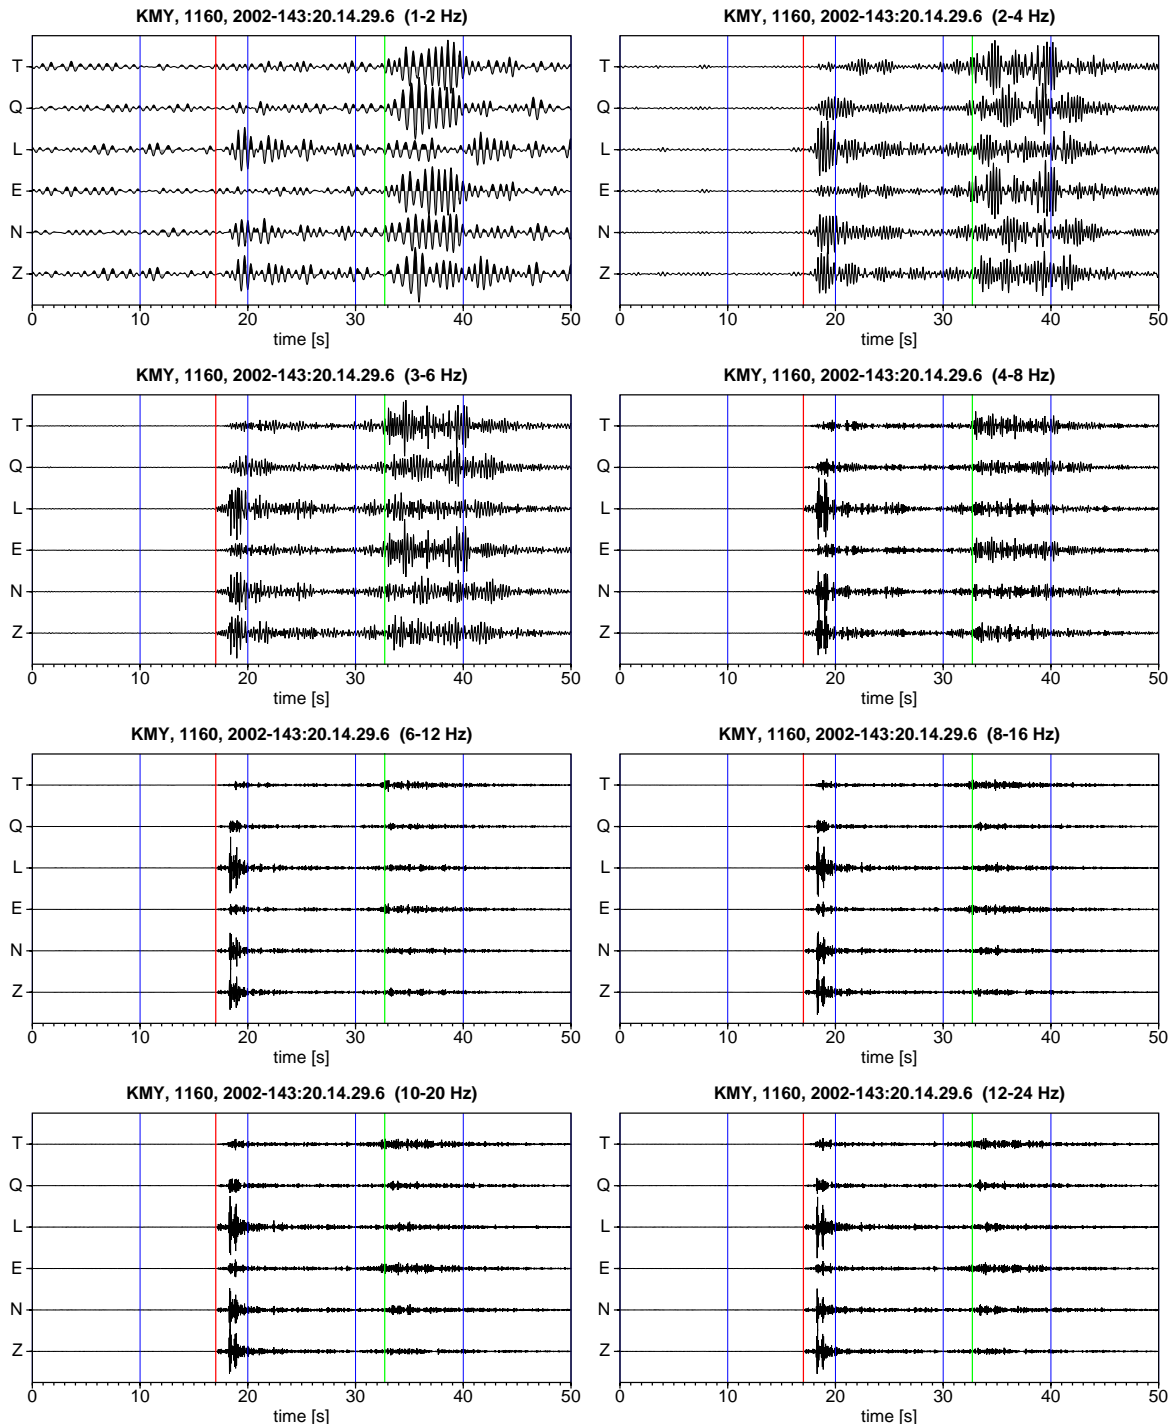 KMY, 1160, 2002-143:20.14.29.6 (1-2 Hz)
T
Q
L
E
N
Z
0 10 20 30 40 50
time [s]
KMY, 1160, 2002-143:20.14.29.6 (2-4 Hz)
T
Q
L
E
N
Z
0 10 20 30 40 50
time [s]
KMY, 1160, 2002-143:20.14.29.6 (3-6 Hz)
T
Q
L
E
N
Z
0 10 20 30 40 50
time [s]
KMY, 1160, 2002-143:20.14.29.6 (4-8 Hz)
T
Q
L
E
N
Z
0 10 20 30 40 50
time [s]
KMY, 1160, 2002-143:20.14.29.6 (6-12 Hz)
T
Q
L
E
N
Z
0 10 20 30 40 50
time [s]
KMY, 1160, 2002-143:20.14.29.6 (8-16 Hz)
T
Q
L
E
N
Z
0 10 20 30 40 50
time [s]
KMY, 1160, 2002-143:20.14.29.6 (10-20 Hz)
T
Q
L
E
N
Z
0 10 20 30 40 50
time [s]
KMY, 1160, 2002-143:20.14.29.6 (12-24 Hz)
T
Q
L
E
N
Z
0 10 20 30 40 50
time [s]